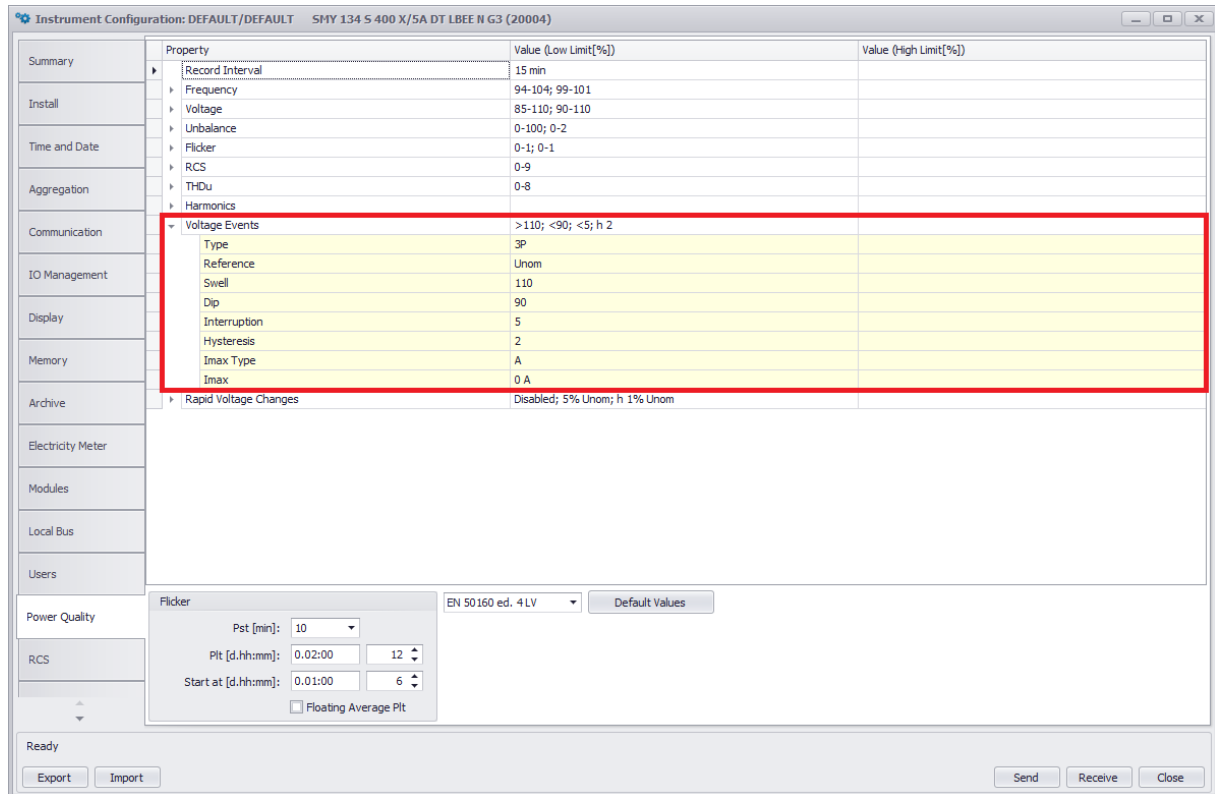 Instrument Configuration: DEFAULT/DEFAULT SMY 134 S 400 X/5A DT LBEE N G3 (20004)
Summary
Install
Time and Date
Aggregation
Communication
IO Management
Display
Memory
Archive
Electricity Meter
Modules
Local Bus
Users
Power Quality
RCS
Property Value (Low Limit[%]) Value (High Limit[%])
Record Interval 15 min
Frequency 94-104; 99-101
Voltage 85-110; 90-110
Unbalance 0-100; 0-2
Flicker 0-1; 0-1
RCS 0-9
THDu 0-8
Harmonics
Voltage Events >110; <90; <5; h 2
Type 3P
Reference Unom
Swell 110
Dip 90
Interruption 5
Hysteresis 2
Imax Type A
Imax 0 A
Rapid Voltage Changes Disabled; 5% Unom; h 1% Unom
Flicker
Pst [min]: 10
Plt [d.hh:mm]: 0.02:00 12
Start at [d.hh:mm]: 0.01:00 6
Floating Average Plt
EN 50160 ed. 4 LV Default Values
Ready
Export Import Send Receive Close